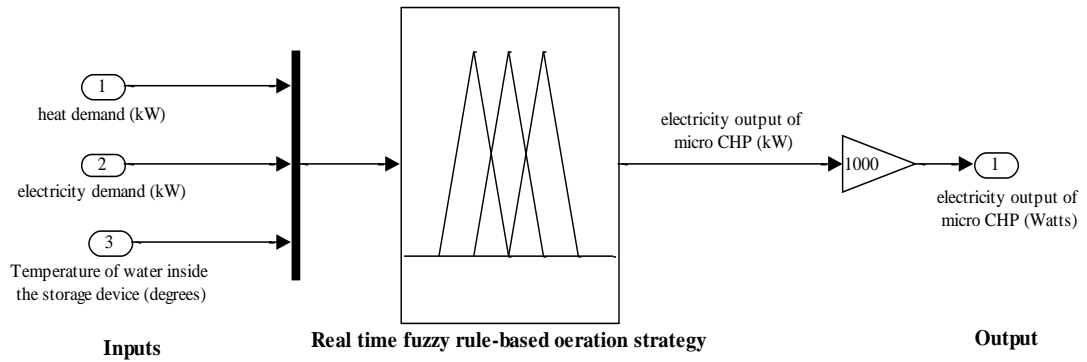 1
heat demand (kW)
2
electricity demand (kW)
3
Temperature of water inside
the storage device (degrees)
Inputs
Real time fuzzy rule-based oeration strategy
electricity output of
micro CHP (kW)
1000
1
electricity output of
micro CHP (Watts)
Output